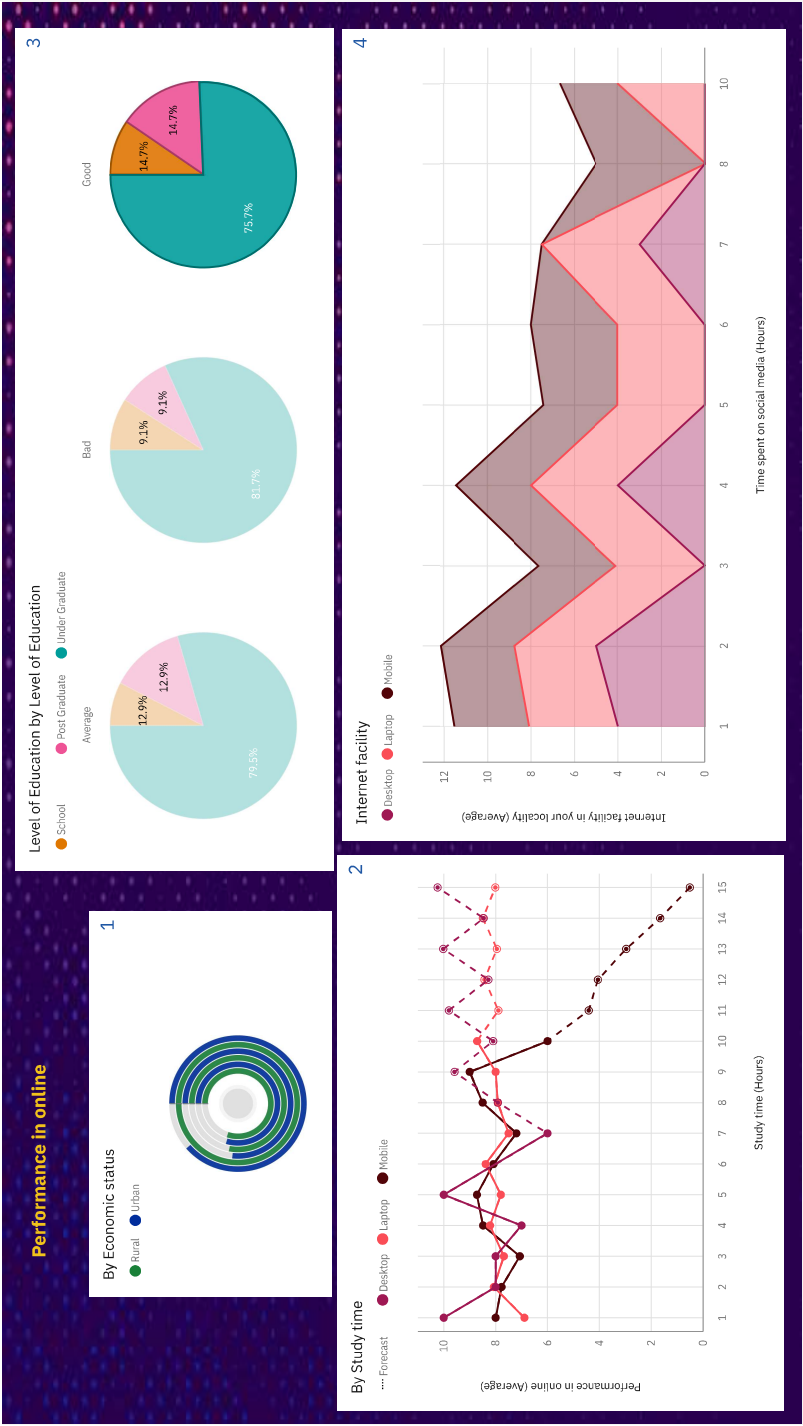 Performance in online
1
By Economic status
Rural Urban
3
Level of Education by Level of Education
School Post Graduate Under Graduate
Average Bad Good
79.5% 12.9% 12.9%
81.7% 9.1% 9.1%
75.7% 14.7% 14.7%
2
By Study time
Forecast Desktop Laptop Mobile
Performance in online (Average)
10
8
6
4
2
0
1 2 3 4 5 6 7 8 9 10 11 12 13 14 15
Study time (Hours)
4
Internet facility
Desktop Laptop Mobile
Internet facility in your locality (Average)
12
10
8
6
4
2
0
1 2 3 4 5 6 7 8 10
Time spent on social media (Hours)